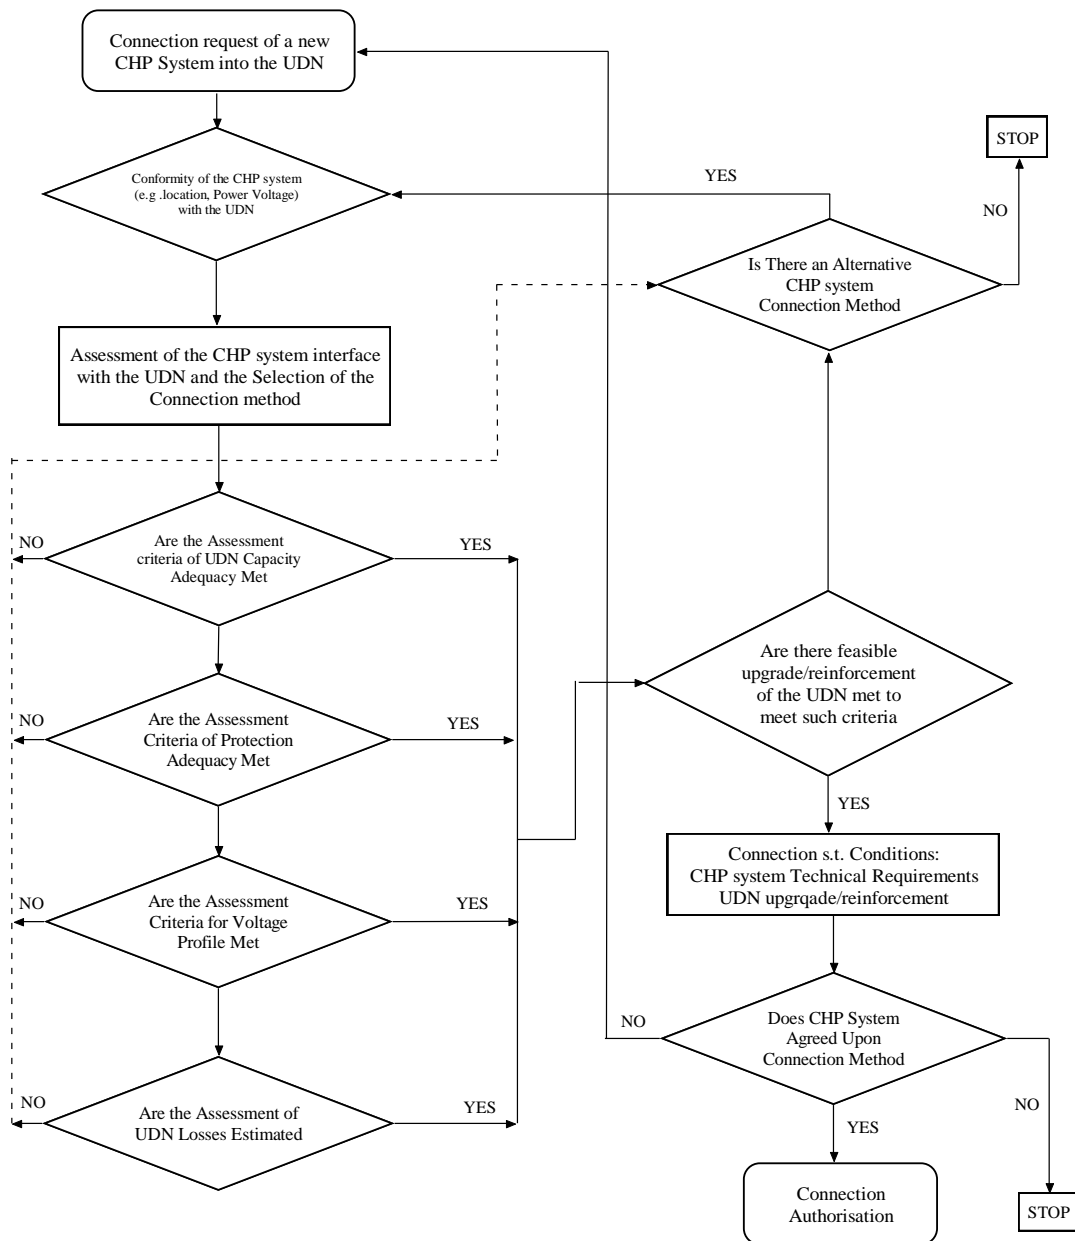 Connection request of a new
CHP System into the UDN
STOP
Conformity of the CHP system
(e.g .location, Power Voltage)
with the UDN
YES
NO
Is There an Alternative
CHP system
Connection Method
Assessment of the CHP system interface
with the UDN and the Selection of the
Connection method
NO
Are the Assessment
criteria of UDN Capacity
Adequacy Met
YES
Are there feasible
upgrade/reinforcement
of the UDN met to
meet such criteria
NO
Are the Assessment
Criteria of Protection
Adequacy Met
YES
YES
Connection s.t. Conditions:
CHP system Technical Requirements
UDN upgrqade/reinforcement
NO
Are the Assessment
Criteria for Voltage
Profile Met
YES
NO
Does CHP System
Agreed Upon
Connection Method
NO
YES
NO
Are the Assessment of
UDN Losses Estimated
YES
Connection
Authorisation
STOP